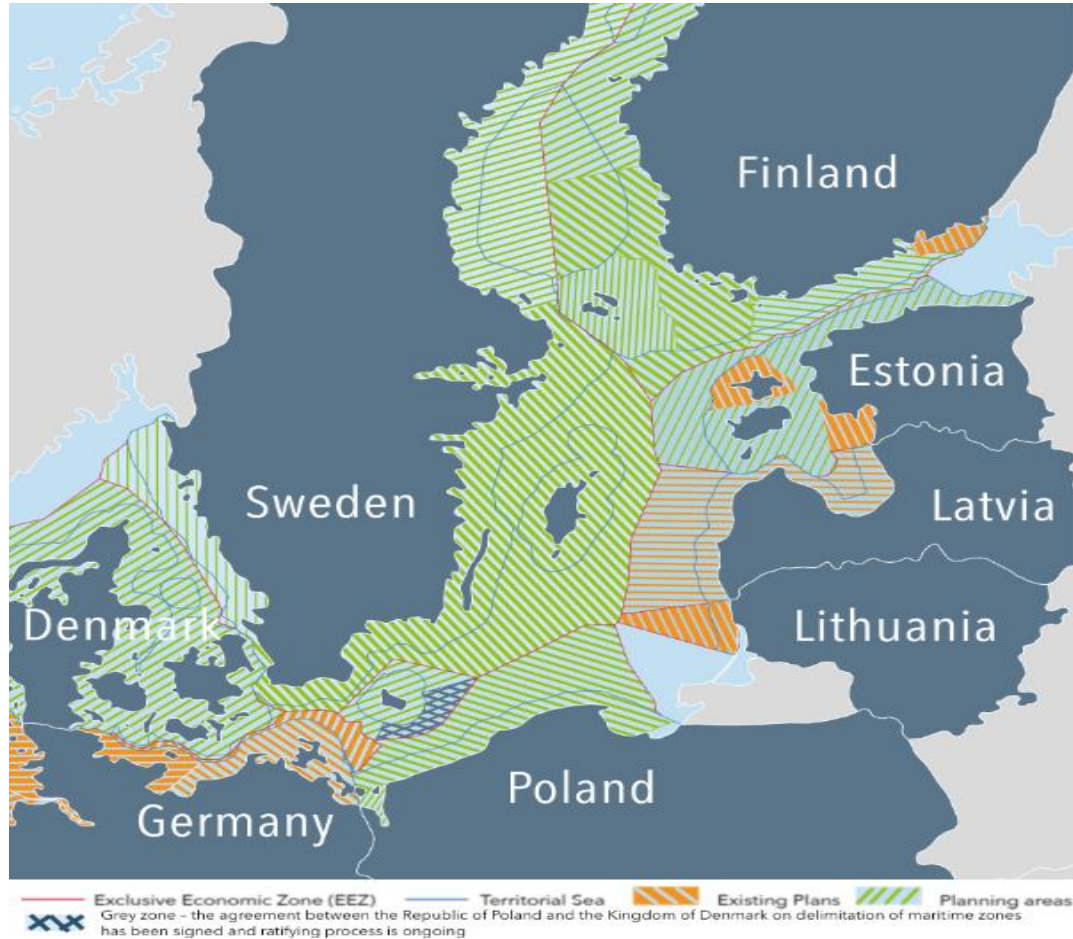 Finland
Estonia
Sweden
Latvia
Denmark
Lithuania
Poland
Germany
Exclusive Economic Zone (EEZ) Territorial Sea Existing Plans Planning areas
Grey zone – the agreement between the Republic of Poland and the Kingdom of Denmark on delimitation of maritime zones
has been signed and ratifying process is ongoing